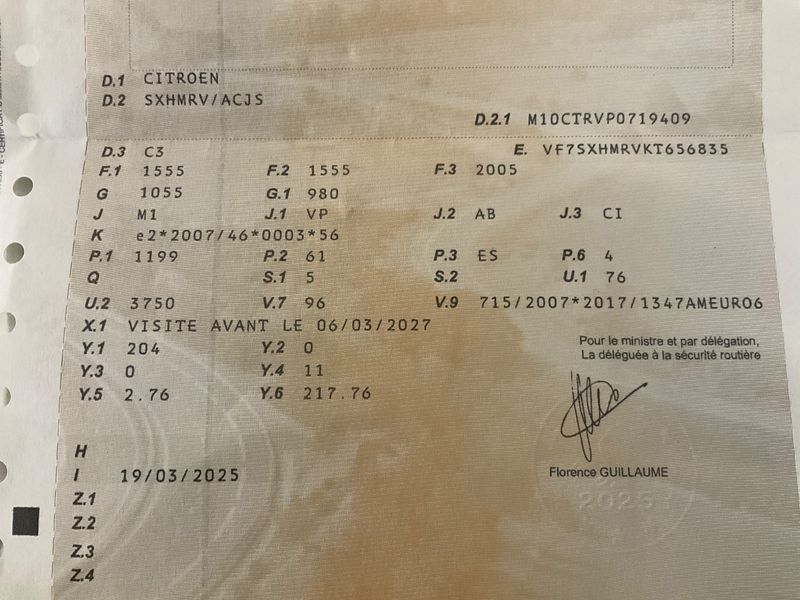 D.1 CITROEN
D.2 SXHMRV/ACJS
D.2.1 M10CTRVP0719409
D.3 C3
E. VF7SXHMRVKT656835
F.1 1555 F.2 1555 F.3 2005
G 1055 G.1 980
J M1 J.1 VP J.2 AB J.3 CI
K e2*2007/46*0003*56
P.1 1199 P.2 61 P.3 ES P.6 4
Q S.1 5 S.2 U.1 76
U.2 3750 V.7 96 V.9 715/2007*2017/1347AMEURO6
X.1 VISITE AVANT LE 06/03/2027
Y.1 204 Y.2 0
Y.3 0 Y.4 11
Y.5 2.76 Y.6 217.76
Pour le ministre et par délégation,
La déléguée à la sécurité routière
Florence GUILLAUME
2025
H
I 19/03/2025
Z.1
Z.2
Z.3
Z.4